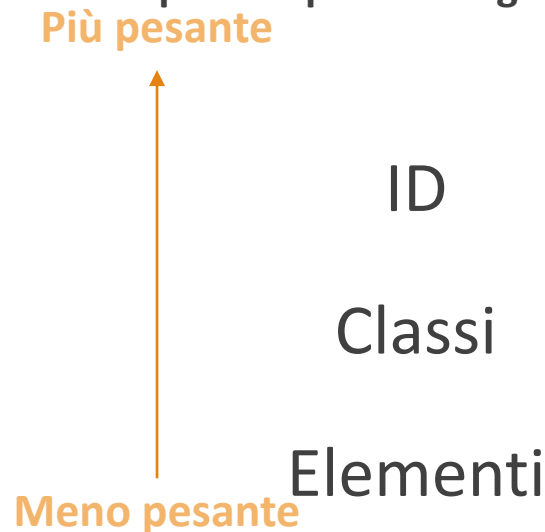 Più pesante
ID
Classi
Elementi
Meno pesante